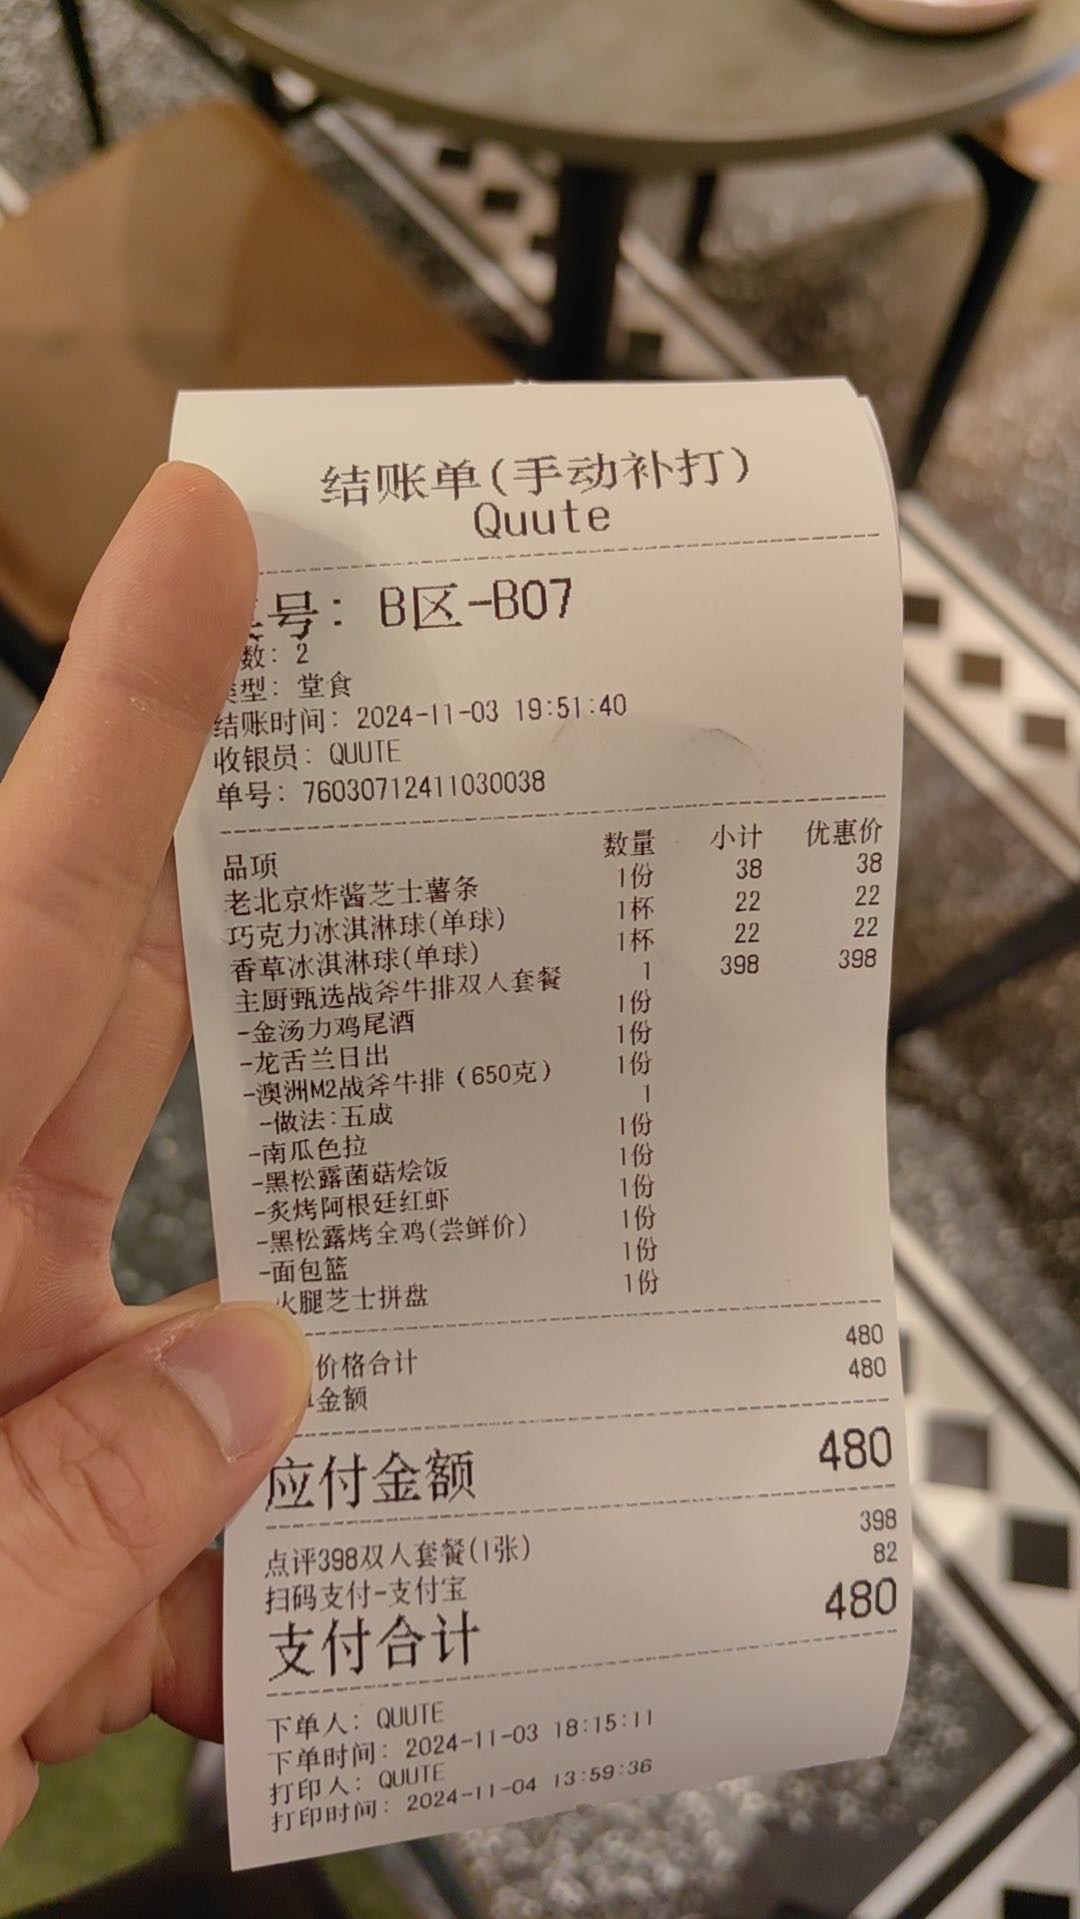 结账单(手动补打)
Quute
号: B区-B07
数: 2
类型: 堂食
结账时间: 2024-11-03 19:51:40
收银员: QUUTE
单号: 76030712411030038
品项 数量 小计 优惠价
老北京炸酱芝士薯条 1份 38 38
巧克力冰淇淋球(单球) 1杯 22 22
香草冰淇淋球(单球) 1杯 22 22
主厨甄选战斧牛排双人套餐 1 398 398
-金汤力鸡尾酒 1份
-龙舌兰日出 1份
-澳洲M2战斧牛排（650克） 1份
-做法:五成 1
-南瓜色拉 1份
-黑松露菌菇烩饭 1份
-炙烤阿根廷红虾 1份
-黑松露烤全鸡(尝鲜价) 1份
-面包篮 1份
火腿芝士拼盘 1份
价格合计 480
金额 480
应付金额 480
点评398双人套餐(1张) 398
扫码支付-支付宝 82
支付合计 480
下单人: QUUTE
下单时间: 2024-11-03 18:15:11
打印人: QUUTE
打印时间: 2024-11-04 13:59:36